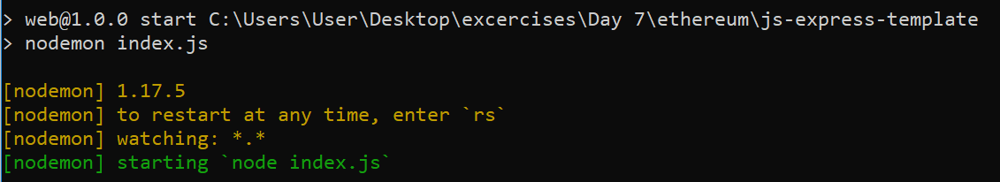 > web@1.0.0 start C:\Users\User\Desktop\excercises\Day 7\ethereum\js-express-template
> nodemon index.js
[nodemon] 1.17.5
[nodemon] to restart at any time, enter `rs`
[nodemon] watching: *.*
[nodemon] starting `node index.js`